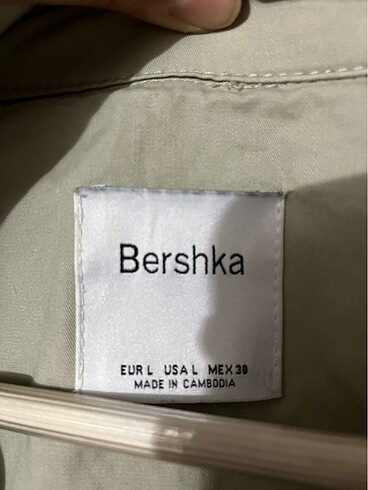 Bershka
EUR L USA L MEX 30
MADE IN CAMBODIA